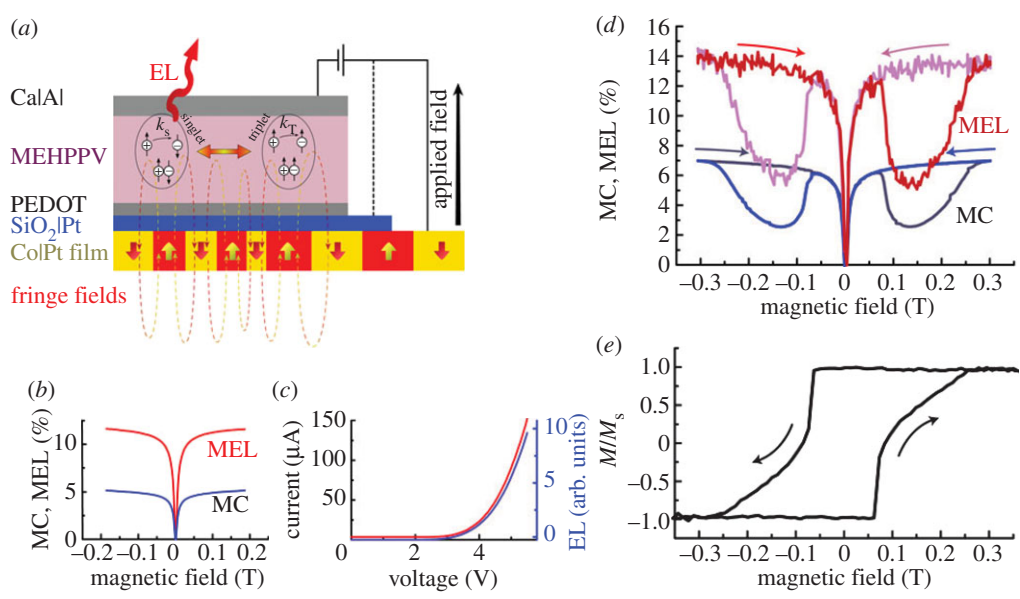 (a)
EL
Ca|A|
k_s
singlet
triplet
k_T
MEHPPV
PEDOT
SiO₂|Pt
Co|Pt film
fringe fields
applied field
(b)
MC, MEL (%)
10
5
0
MEL
MC
−0.2 −0.1 0 0.1 0.2
magnetic field (T)
(c)
current (µA)
150
100
50
0 2 4
voltage (V)
10
5
0
EL (arb. units)
(d)
MC, MEL (%)
16
14
12
10
8
6
4
2
0
MEL
MC
−0.3 −0.2 −0.1 0 0.1 0.2 0.3
magnetic field (T)
(e)
M/M_s
1.0
0.5
0
−0.5
−1.0
−0.3 −0.2 −0.1 0 0.1 0.2 0.3
magnetic field (T)